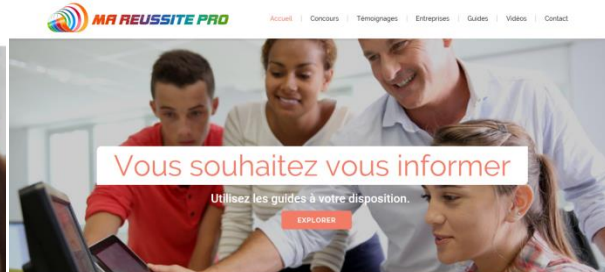 MA REUSSITE PRO
Accueil | Concours | Témoignages | Entreprises | Guides | Vidéos | Contact
Vous souhaitez vous informer
Utilisez les guides à votre disposition.
EXPLORER